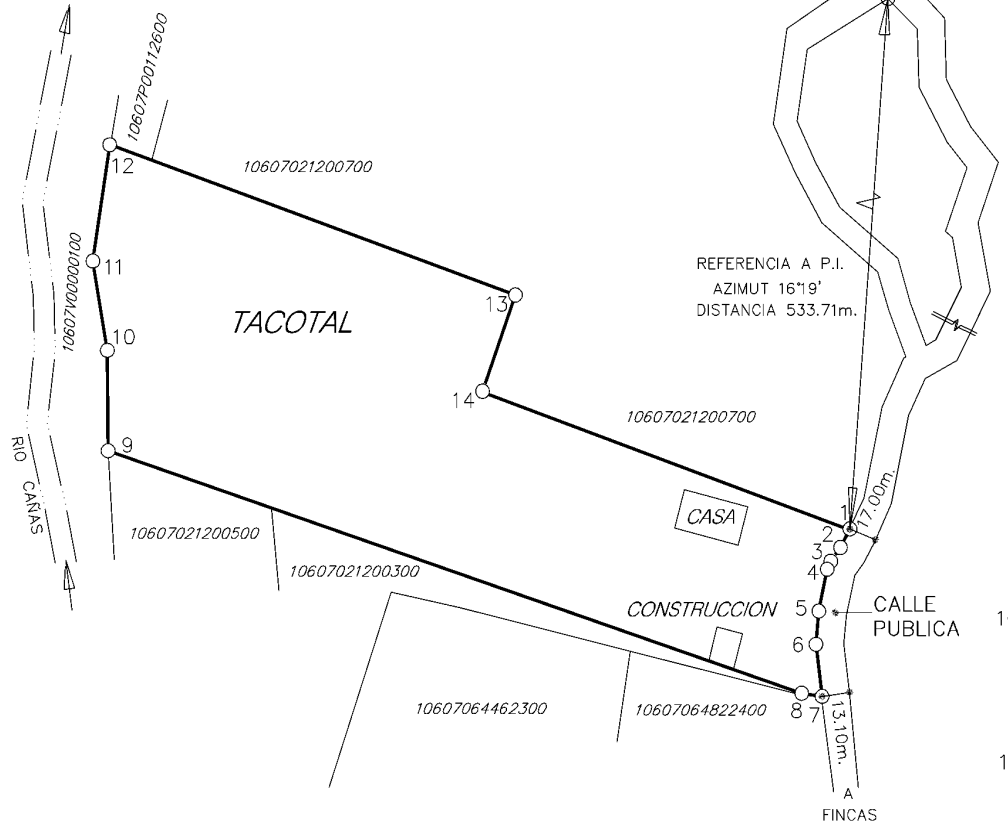 10607P00112600
12
10607021200700
11
10607V00000100
REFERENCIA A P.I.
AZIMUT 16°19'
DISTANCIA 533.71m.
13
TACOTAL
10
14
10607021200700
9
RIO CAÑAS
17.00m.
1
CASA
2
10607021200500
3
4
10607021200300
CONSTRUCCION
5
CALLE
PUBLICA
6
10607064462300
10607064822400
8
7
13.10m.
A
FINCAS